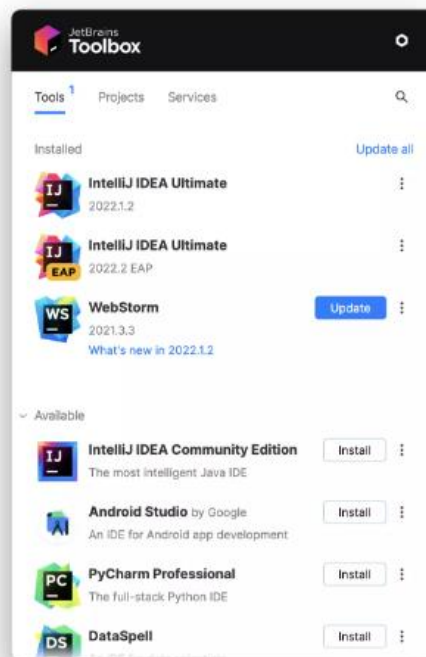 JetBrains
Toolbox
Tools 1
Projects
Services
Installed
Update all
IJ
IntelliJ IDEA Ultimate
2022.1.2
IJ
EAP
IntelliJ IDEA Ultimate
2022.2 EAP
WS
WebStorm
Update
2021.3.3
What's new in 2022.1.2
Available
IJ
IntelliJ IDEA Community Edition
Install
The most intelligent Java IDE
Android Studio by Google
Install
An IDE for Android app development
PC
PyCharm Professional
Install
The full-stack Python IDE
DS
DataSpell
Install